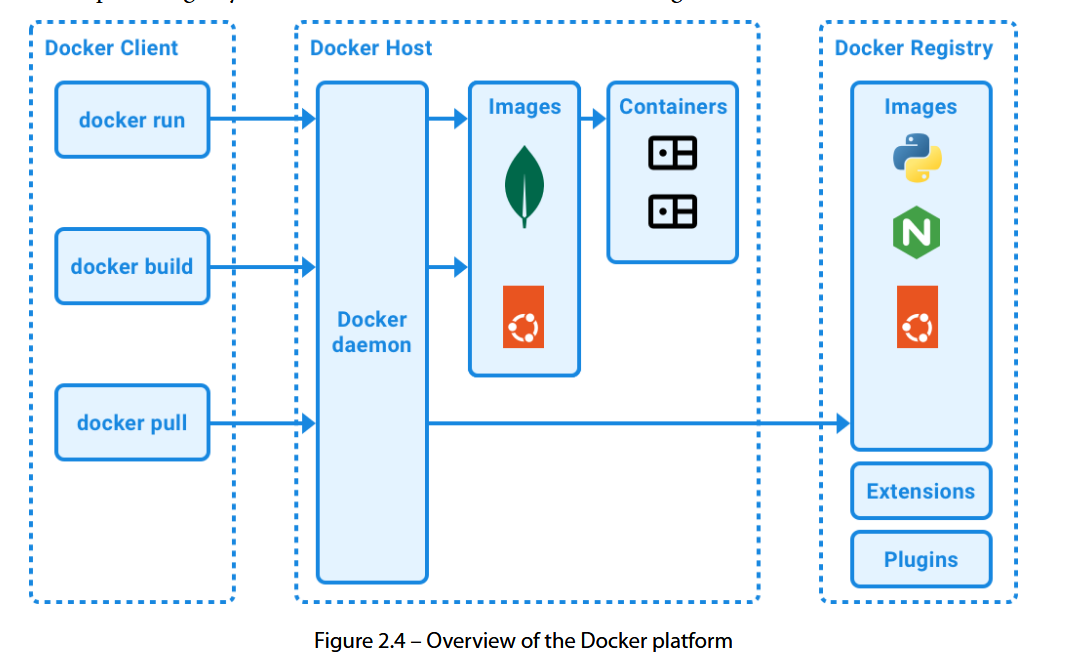 Docker Client
docker run
docker build
docker pull
Docker Host
Docker
daemon
Images
Containers
Docker Registry
Images
N
Extensions
Plugins
Figure 2.4 – Overview of the Docker platform